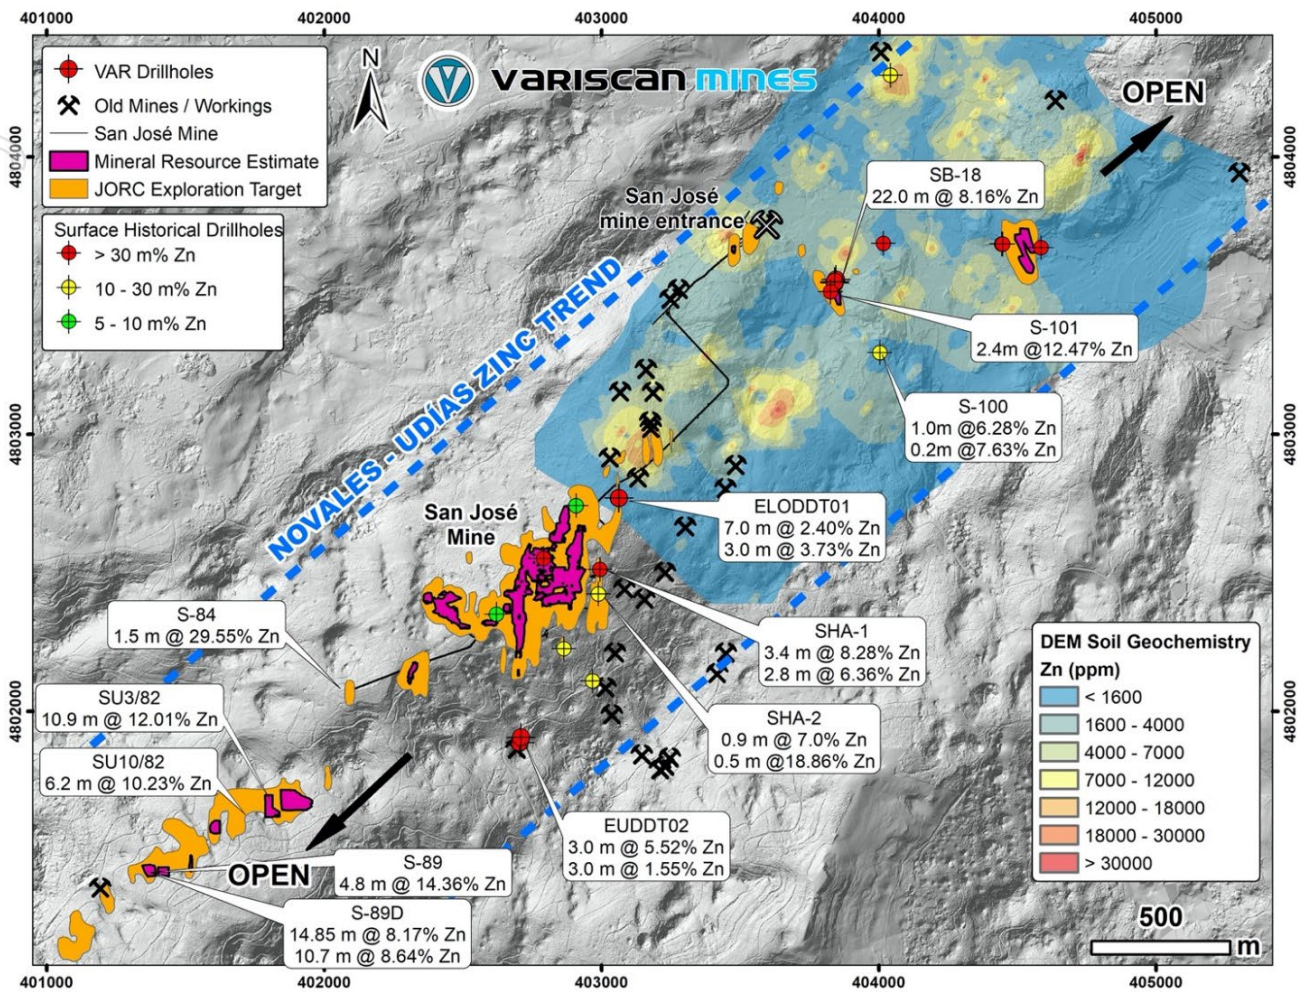 401000 402000 403000 404000 405000
4804000
4803000
4802000
4804000
4803000
4802000
VAR Drillholes
Old Mines / Workings
San José Mine
Mineral Resource Estimate
JORC Exploration Target
Surface Historical Drillholes
> 30 m% Zn
10 - 30 m% Zn
5 - 10 m% Zn
N
V
VARISCAN MINES
OPEN
San José
mine entrance
SB-18
22.0 m @ 8.16% Zn
NOVALES - UDÍAS ZINC TREND
S-101
2.4m @12.47% Zn
S-100
1.0m @6.28% Zn
0.2m @7.63% Zn
San José
Mine
ELODDT01
7.0 m @ 2.40% Zn
3.0 m @ 3.73% Zn
S-84
1.5 m @ 29.55% Zn
SHA-1
3.4 m @ 8.28% Zn
2.8 m @ 6.36% Zn
SU3/82
10.9 m @ 12.01% Zn
SHA-2
0.9 m @ 7.0% Zn
0.5 m @18.86% Zn
SU10/82
6.2 m @ 10.23% Zn
EUDDT02
3.0 m @ 5.52% Zn
3.0 m @ 1.55% Zn
OPEN
S-89
4.8 m @ 14.36% Zn
S-89D
14.85 m @ 8.17% Zn
10.7 m @ 8.64% Zn
DEM Soil Geochemistry
Zn (ppm)
< 1600
1600 - 4000
4000 - 7000
7000 - 12000
12000 - 18000
18000 - 30000
> 30000
500
m
401000 402000 403000 404000 405000